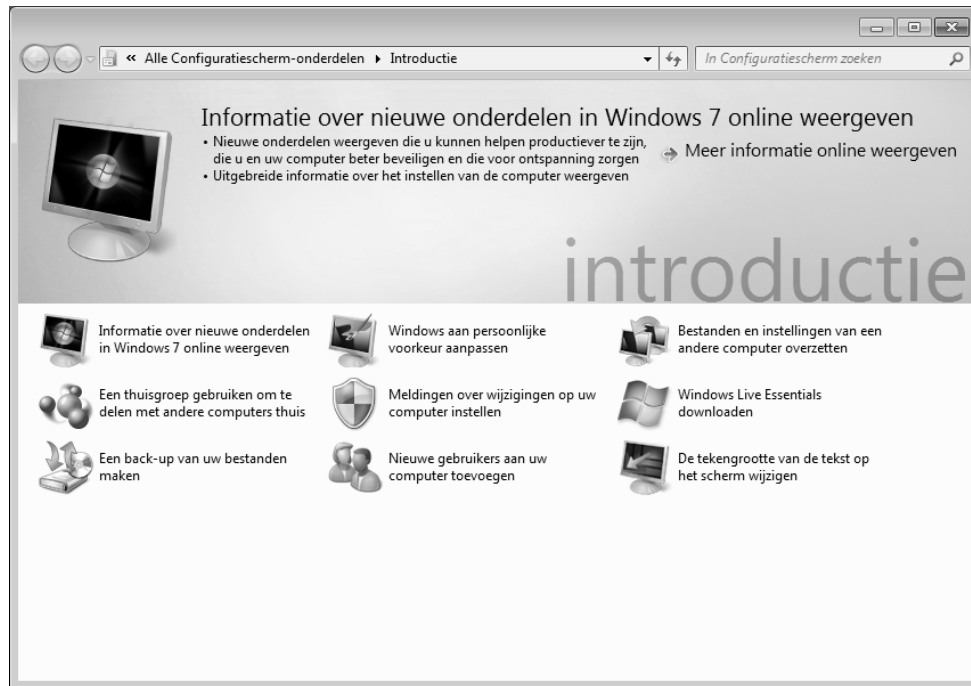 « Alle Configuratiescherm-onderdelen ▸ Introductie
In Configuratiescherm zoeken
Informatie over nieuwe onderdelen in Windows 7 online weergeven
• Nieuwe onderdelen weergeven die u kunnen helpen productiever te zijn,
die u en uw computer beter beveiligen en die voor ontspanning zorgen
• Uitgebreide informatie over het instellen van de computer weergeven
Meer informatie online weergeven
introductie
Informatie over nieuwe onderdelen
in Windows 7 online weergeven
Windows aan persoonlijke
voorkeur aanpassen
Bestanden en instellingen van een
andere computer overzetten
Een thuisgroep gebruiken om te
delen met andere computers thuis
Meldingen over wijzigingen op uw
computer instellen
Windows Live Essentials
downloaden
Een back-up van uw bestanden
maken
Nieuwe gebruikers aan uw
computer toevoegen
De tekengrootte van de tekst op
het scherm wijzigen